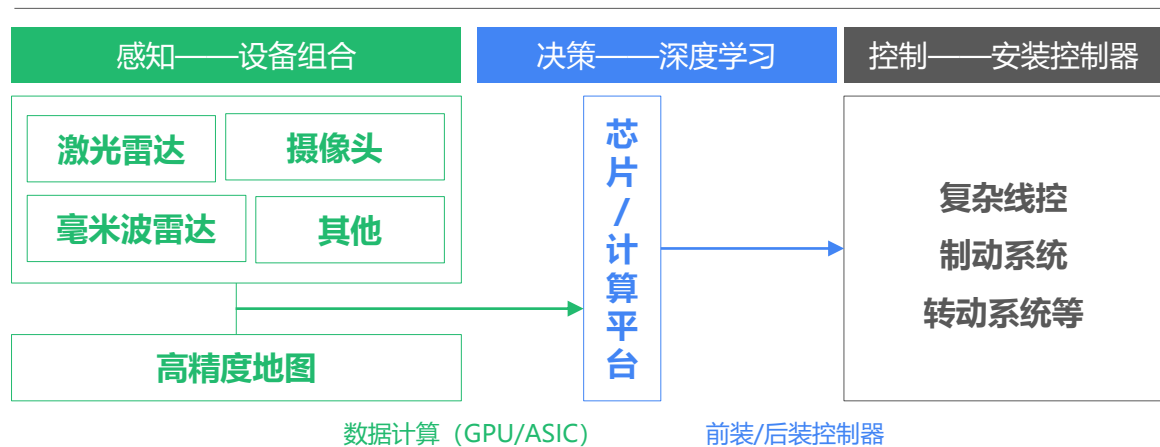 感知——设备组合
决策——深度学习
控制——安装控制器
激光雷达
摄像头
毫米波雷达
其他
高精度地图
芯片/计算平台
复杂线控
制动系统
转动系统等
数据计算（GPU/ASIC）
前装/后装控制器